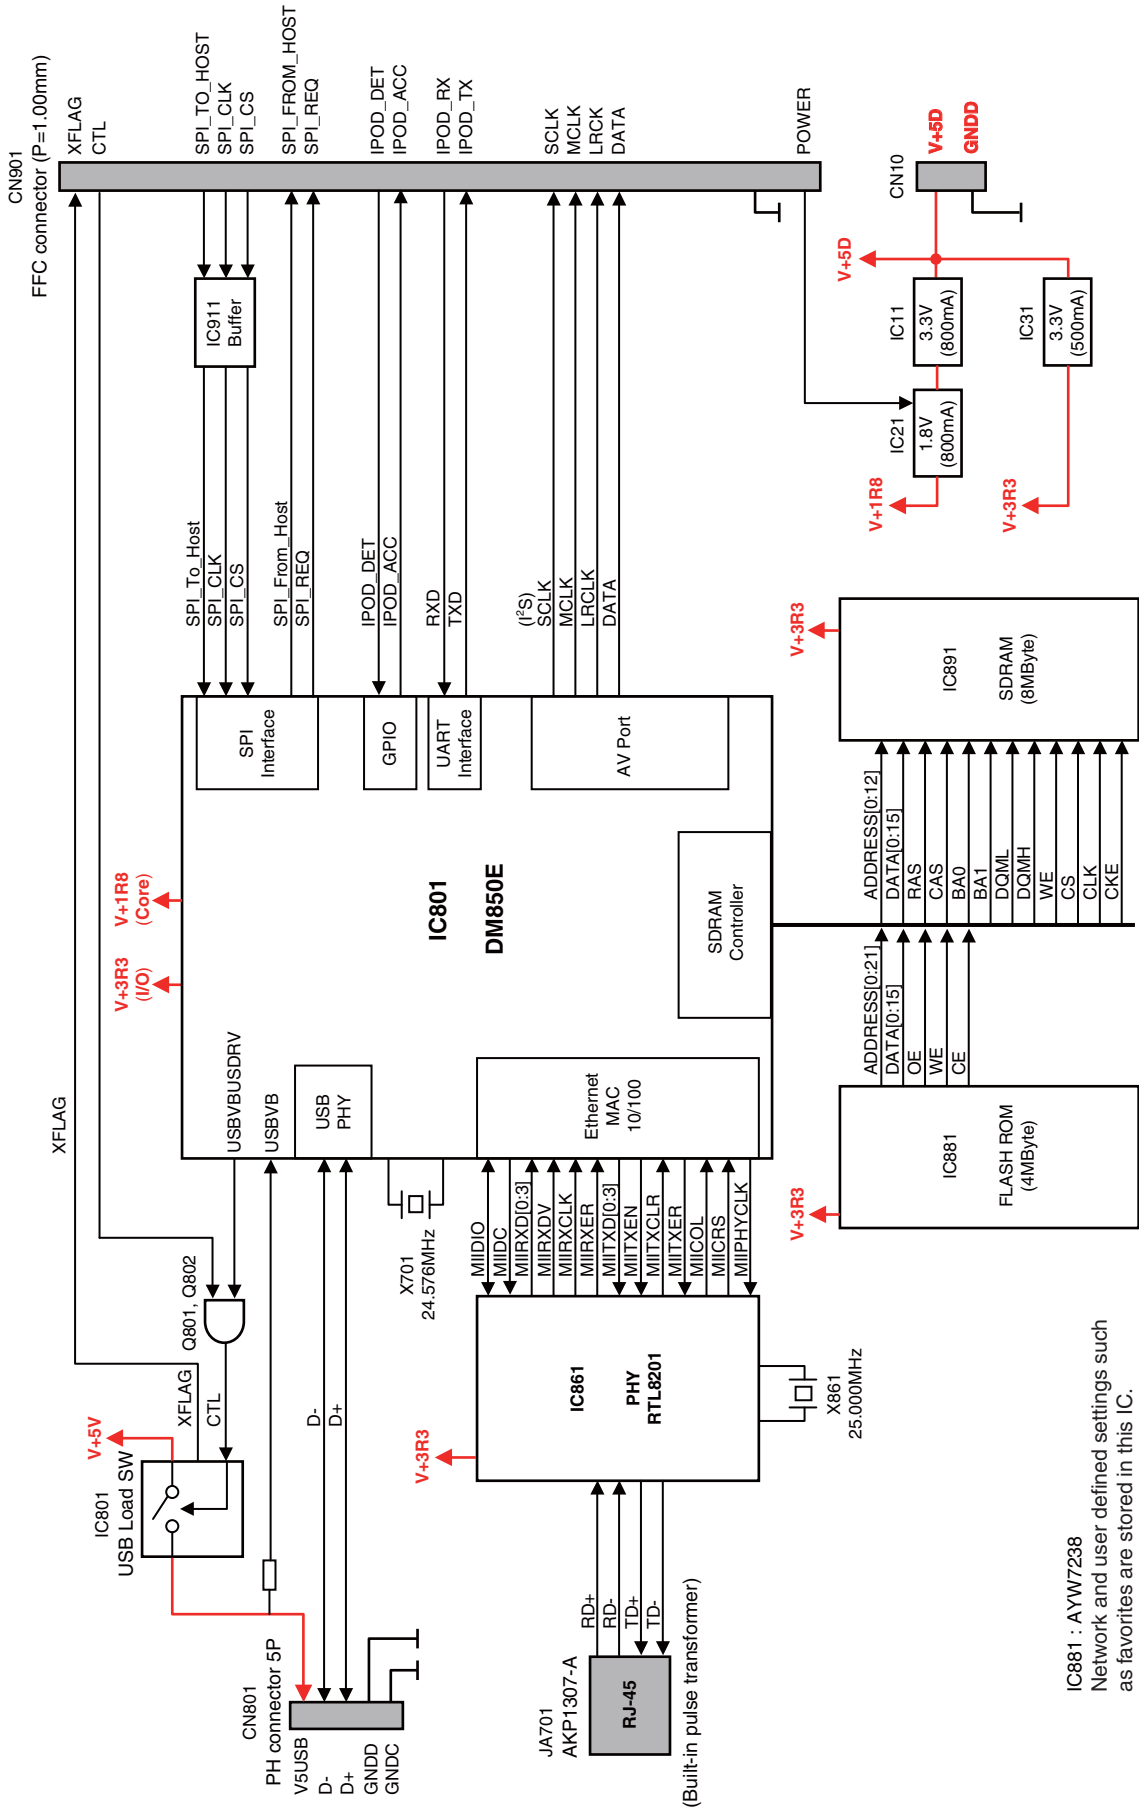 CN901
FFC connector (P=1.00mm)
XFLAG
CTL
SPI_TO_HOST
SPI_CLK
SPI_CS
SPI_FROM_HOST
SPI_REQ
IPOD_DET
IPOD_ACC
IPOD_RX
IPOD_TX
SCLK
MCLK
LRCK
DATA
POWER
CN10
V+5D
GNDD
IC911
Buffer
V+5D
IC11
3.3V
(800mA)
IC31
3.3V
(500mA)
IC21
1.8V
(800mA)
V+1R8
V+3R3
SPI_To_Host
SPI_CLK
SPI_CS
SPI_From_Host
SPI_REQ
IPOD_DET
IPOD_ACC
RXD
TXD
(I²S)
SCLK
MCLK
LRCLK
DATA
XFLAG
V+1R8
(Core)
V+3R3
(I/O)
SPI
Interface
GPIO
UART
Interface
AV Port
IC801
DM850E
SDRAM
Controller
USBVBUSDRV
USBVB
USB
PHY
Ethernet
MAC
10/100
V+3R3
IC891
SDRAM
(8MByte)
ADDRESS[0:12]
DATA[0:15]
RAS
CAS
BA0
BA1
DQML
DQMH
WE
CS
CLK
CKE
ADDRESS[0:21]
DATA[0:15]
OE
WE
CE
V+3R3
IC881
FLASH ROM
(4MByte)
Q801, Q802
XFLAG
CTL
V+5V
IC801
USB Load SW
D-
D+
X701
24.576MHz
MIIDIO
MIIDC
MIIRXD[0:3]
MIIRXDV
MIIRXCLK
MIIRXER
MIITXD[0:3]
MIITXEN
MIITXCLR
MIITXER
MIICOL
MIICRS
MIIPHYCLK
V+3R3
IC861
PHY
RTL8201
X861
25.000MHz
CN801
PH connector 5P
V5USB
D-
D+
GNDD
GNDC
RD+
RD-
TD+
TD-
JA701
AKP1307-A
RJ-45
(Built-in pulse transformer)
IC881 : AYW7238
Network and user defined settings such
as favorites are stored in this IC.